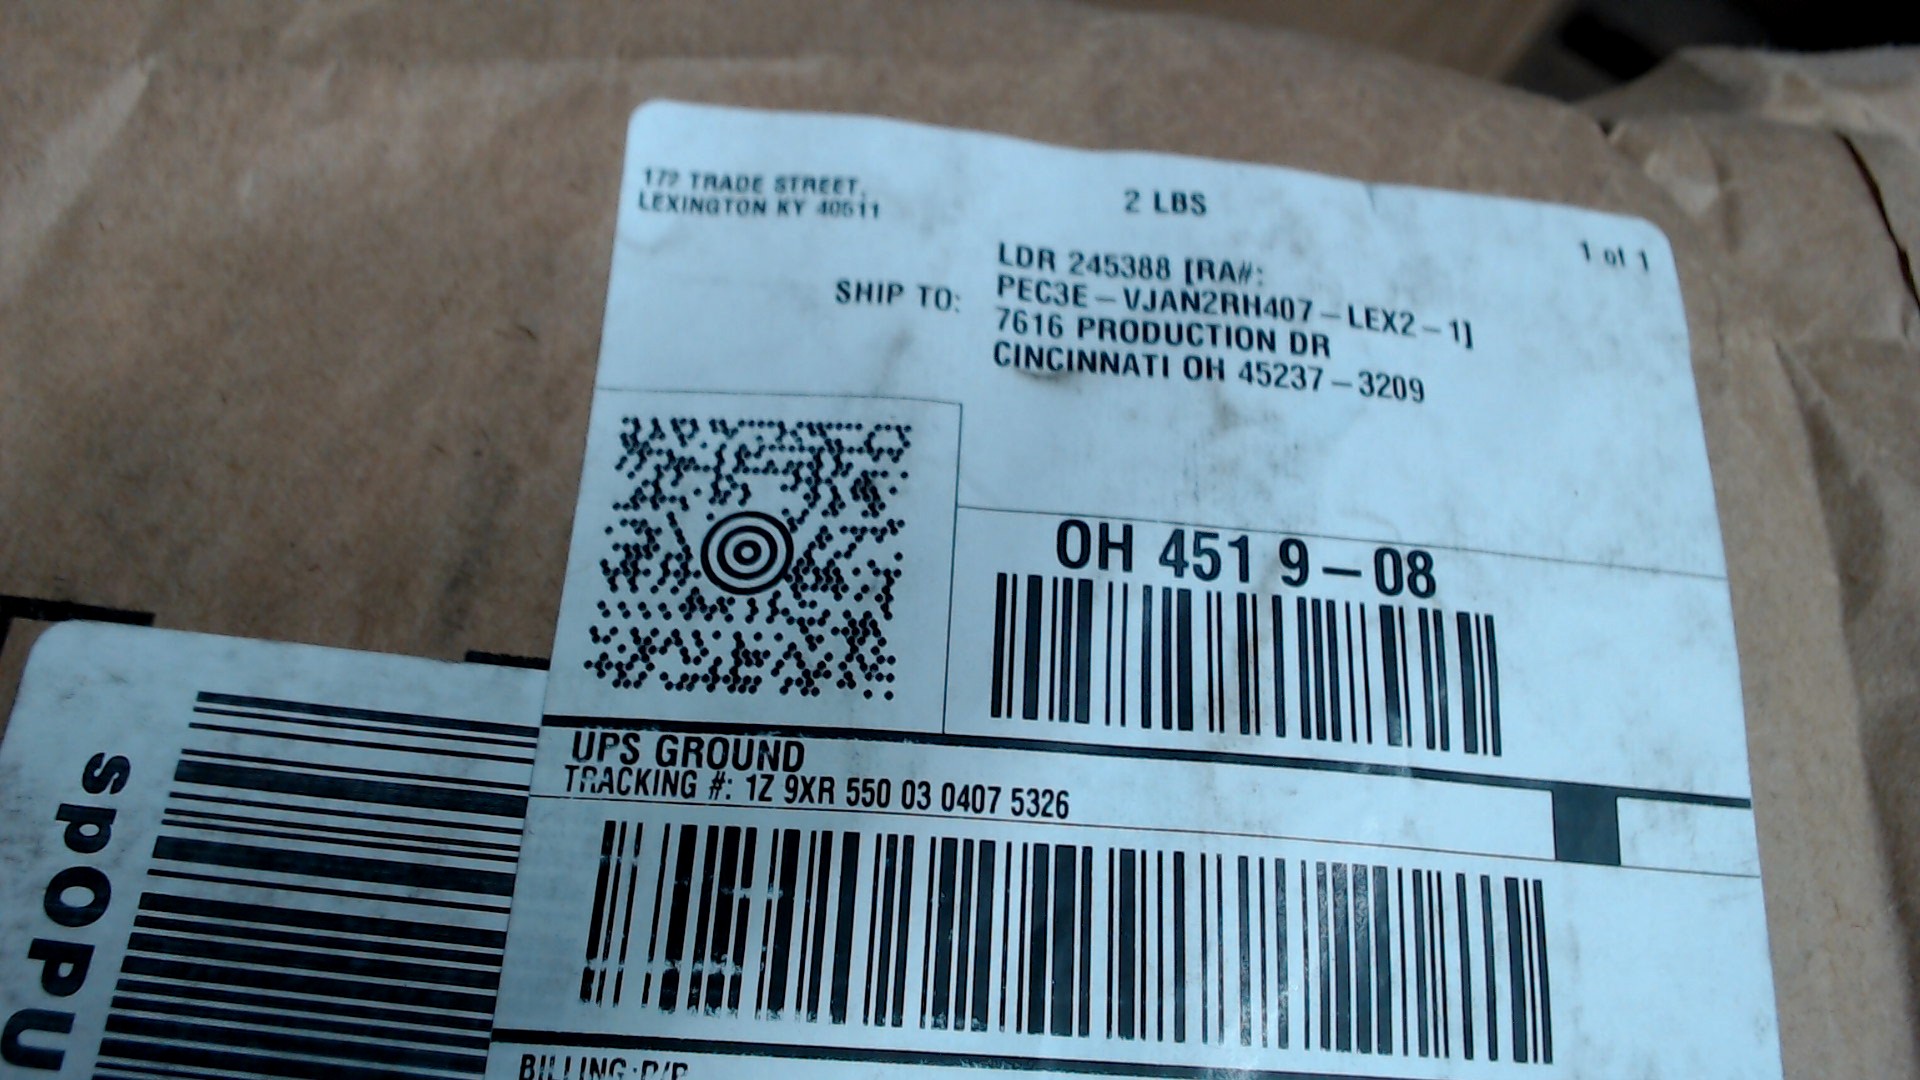 172 TRADE STREET,
LEXINGTON KY 40511
2 LBS
1 of 1
SHIP TO:
LDR 245388 [RA#:
PEC3E – VJAN2RH407 – LEX2 – 1]
7616 PRODUCTION DR
CINCINNATI OH 45237 – 3209
OH 451 9 – 08
UPS GROUND
TRACKING #: 1Z 9XR 550 03 0407 5326
BILLING: P/P
spOPU